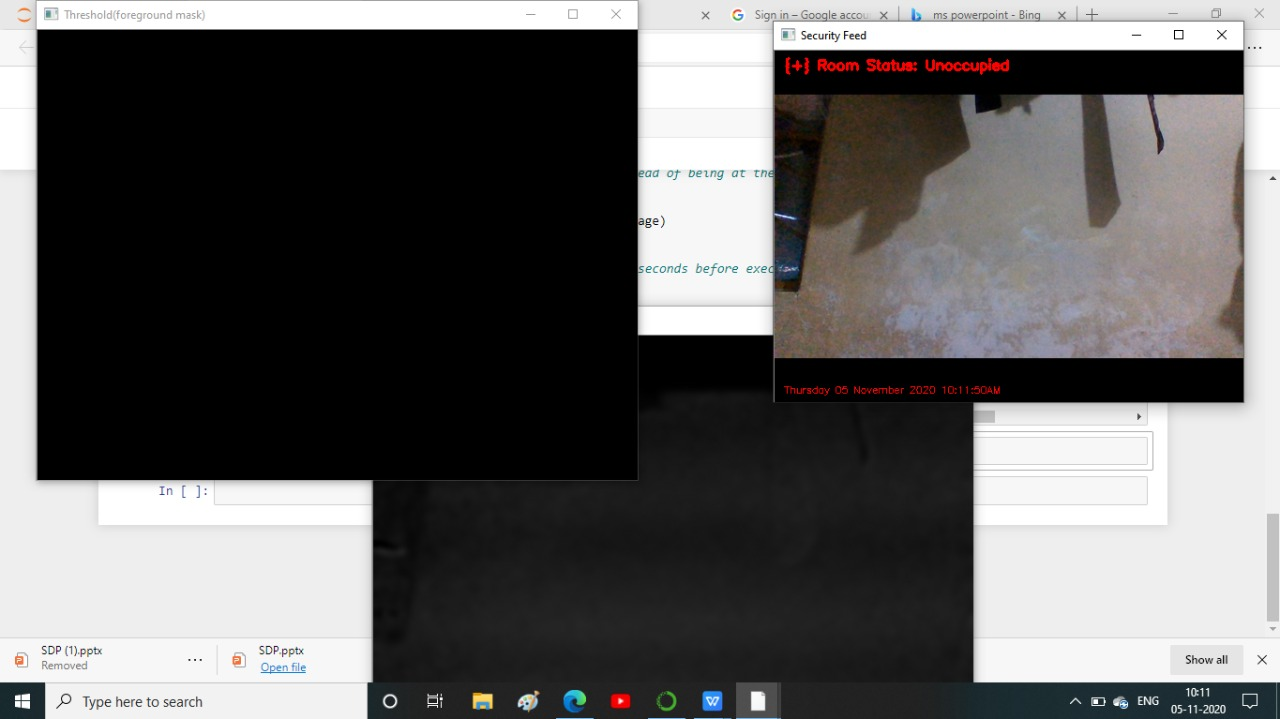 Threshold(foreground mask)
Sign in – Google accou
ms powerpoint - Bing
Security Feed
{+} Room Status: Unoccupied
ead of being at the
age)
seconds before exec
Thursday 05 November 2020 10:11:50AM
In [ ]:
SDP (1).pptx
Removed
SDP.pptx
Open file
Show all
Type here to search
ENG
10:11
05-11-2020